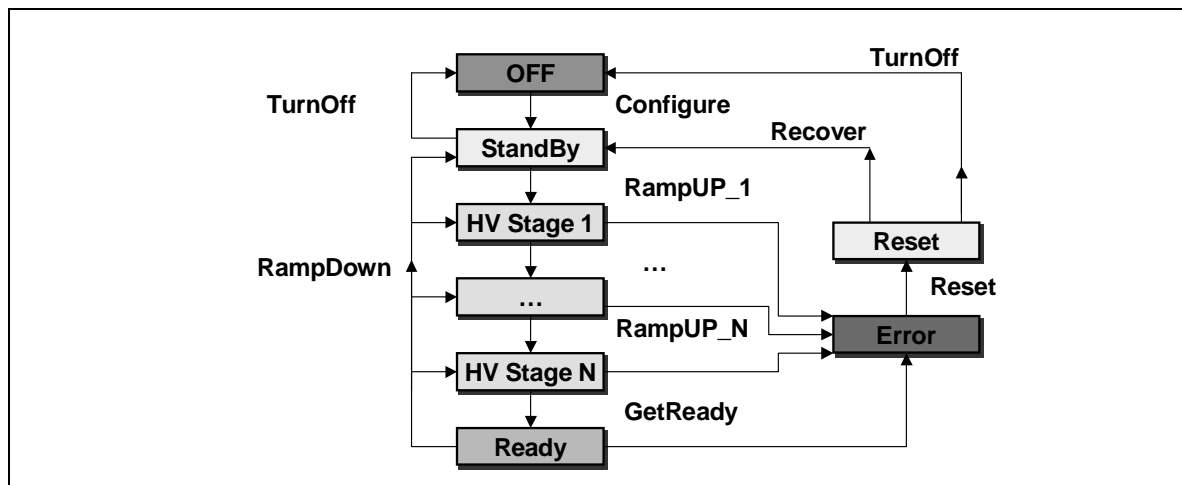 TurnOff
OFF
TurnOff
Configure
Recover
StandBy
RampUP_1
HV Stage 1
Reset
RampDown
…
…
Reset
RampUP_N
Error
HV Stage N
GetReady
Ready